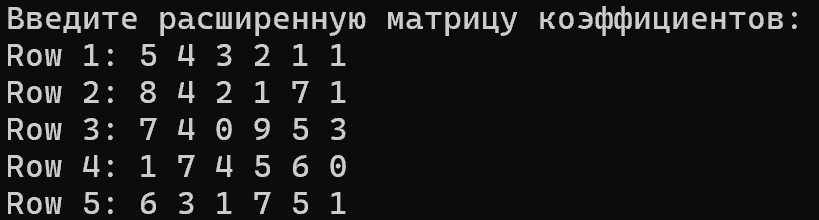 Введите расширенную матрицу коэффициентов:
Row 1: 5 4 3 2 1 1
Row 2: 8 4 2 1 7 1
Row 3: 7 4 0 9 5 3
Row 4: 1 7 4 5 6 0
Row 5: 6 3 1 7 5 1